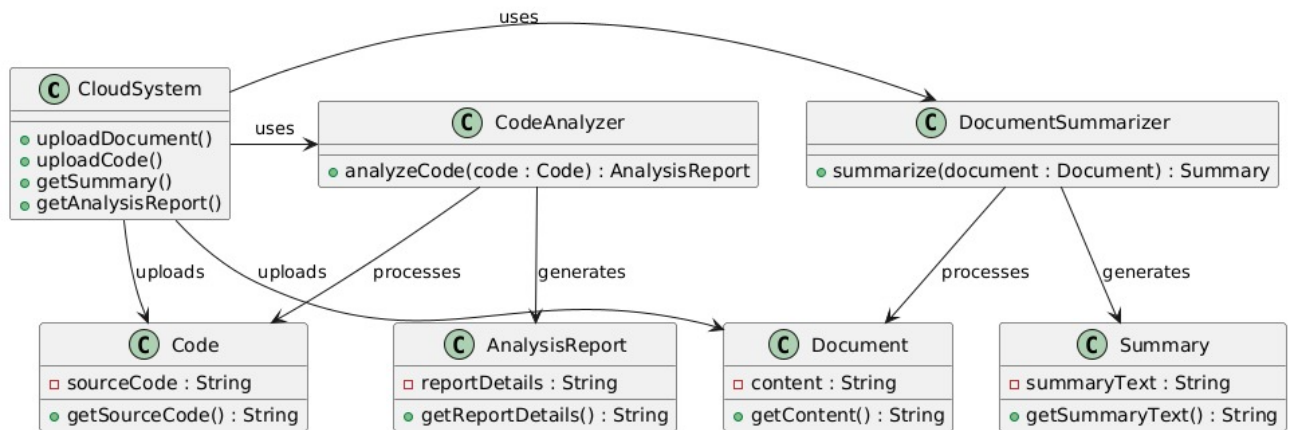 uses
C CloudSystem
uploadDocument()
uploadCode()
getSummary()
getAnalysisReport()
uses
C CodeAnalyzer
analyzeCode(code : Code) : AnalysisReport
C DocumentSummarizer
summarize(document : Document) : Summary
uploads
uploads
processes
generates
processes
generates
C Code
sourceCode : String
getSourceCode() : String
C AnalysisReport
reportDetails : String
getReportDetails() : String
C Document
content : String
getContent() : String
C Summary
summaryText : String
getSummaryText() : String